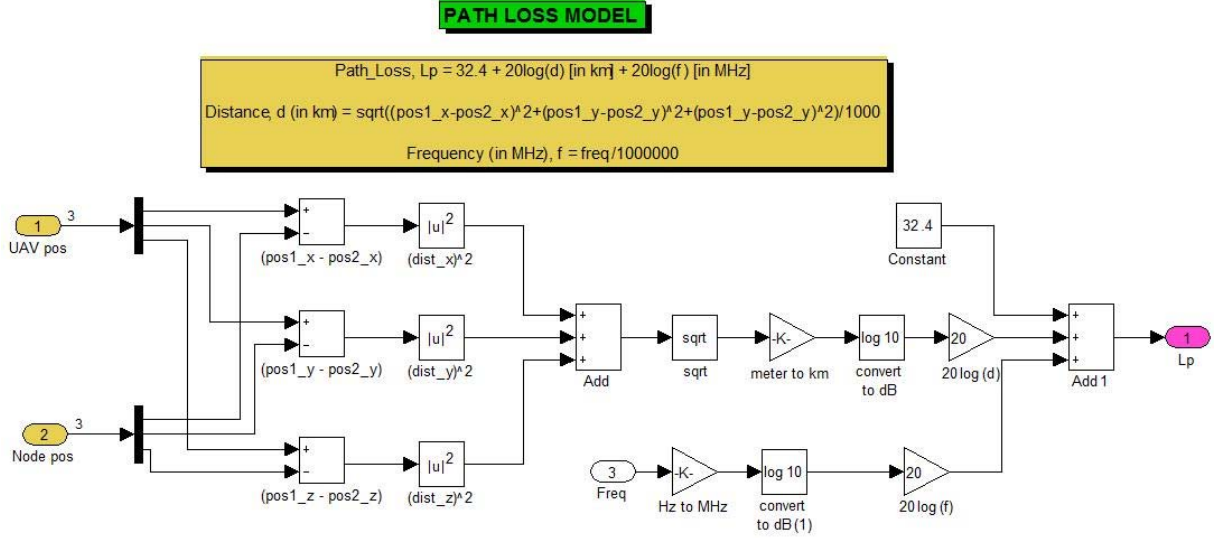 PATH LOSS MODEL
Path_Loss, Lp = 32.4 + 20log(d) [in km] + 20log(f) [in MHz]
Distance, d (in km) = sqrt((pos1_x-pos2_x)^2+(pos1_y-pos2_y)^2+(pos1_y-pos2_y)^2)/1000
Frequency (in MHz), f = freq/1000000
1
UAV pos
3
+
−
(pos1_x - pos2_x)
|u|2
(dist_x)^2
32.4
Constant
+
−
(pos1_y - pos2_y)
|u|2
(dist_y)^2
+
+
+
Add
sqrt
sqrt
-K-
meter to km
log 10
convert
to dB
20
20log (d)
+
+
+
Add 1
1
Lp
2
Node pos
3
+
−
(pos1_z - pos2_z)
|u|2
(dist_z)^2
3
Freq
-K-
Hz to MHz
log 10
convert
to dB (1)
20
20log (f)